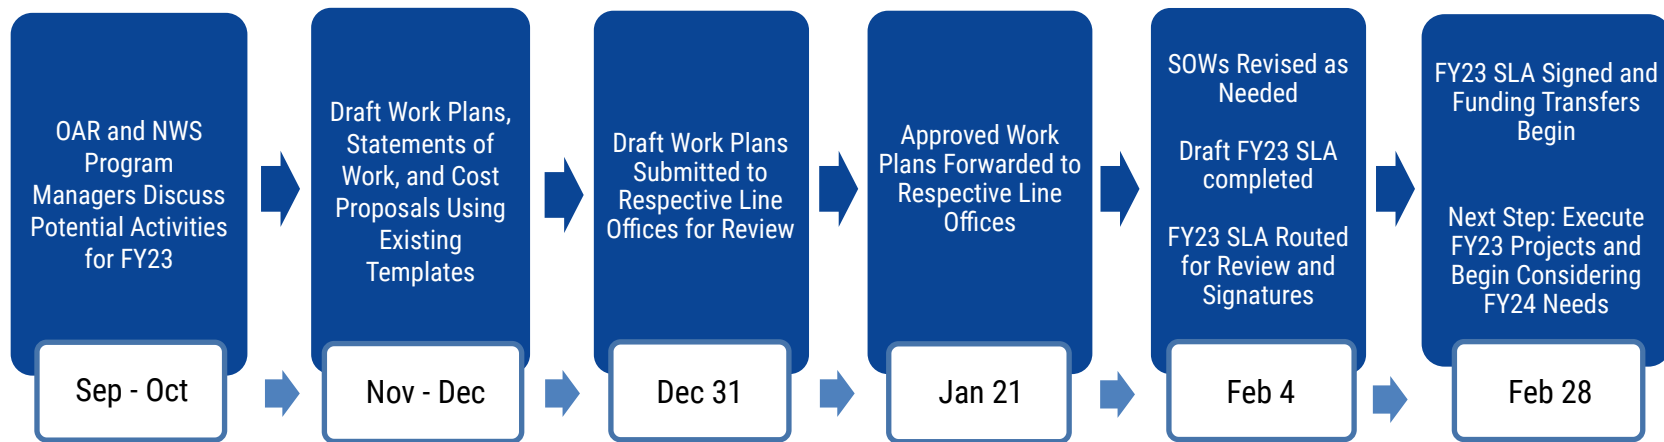 OAR and NWS
Program
Managers Discuss
Potential Activities
for FY23
Sep - Oct
Draft Work Plans,
Statements of
Work, and Cost
Proposals Using
Existing
Templates
Nov - Dec
Draft Work Plans
Submitted to
Respective Line
Offices for Review
Dec 31
Approved Work
Plans Forwarded to
Respective Line
Offices
Jan 21
SOWs Revised as
Needed
Draft FY23 SLA
completed
FY23 SLA Routed
for Review and
Signatures
Feb 4
FY23 SLA Signed and
Funding Transfers
Begin
Next Step: Execute
FY23 Projects and
Begin Considering
FY24 Needs
Feb 28